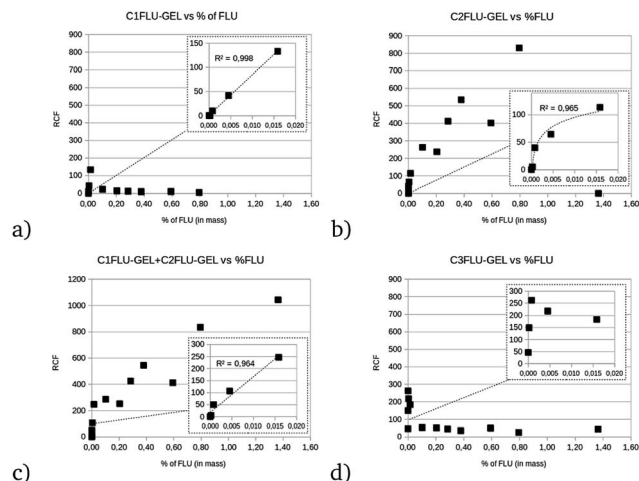 C1FLU-GEL vs % of FLU
900
800
700
600
500
400
300
200
100
0
RCF
0,00 0,20 0,40 0,60 0,80 1,00 1,20 1,40 1,60
% of FLU (in mass)
150
100
50
0
R² = 0,998
0,000 0,005 0,010 0,015 0,020
a)
C2FLU-GEL vs %FLU
900
800
700
600
500
400
300
200
100
0
RCF
0,00 0,20 0,40 0,60 0,80 1,00 1,20 1,40 1,60
% of FLU (in mass)
100
50
0
R² = 0,965
0,000 0,005 0,010 0,015 0,020
b)
C1FLU-GEL+C2FLU-GEL vs %FLU
1200
1000
800
600
400
200
0
RCF
0,00 0,20 0,40 0,60 0,80 1,00 1,20 1,40 1,60
% of FLU (in mass)
300
250
200
150
100
50
0
R² = 0,964
0,000 0,005 0,010 0,015 0,020
c)
C3FLU-GEL vs %FLU
900
800
700
600
500
400
300
200
100
0
RCF
0,00 0,20 0,40 0,60 0,80 1,00 1,20 1,40 1,60
% of FLU (in mass)
300
250
200
150
100
50
0
0,000 0,005 0,010 0,015 0,020
d)